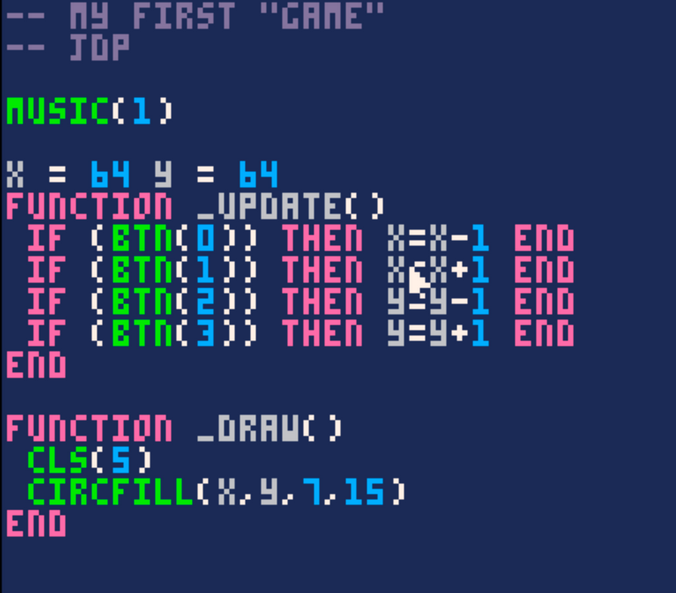 -- MY FIRST "GAME"
-- JDP
MUSIC(1)
X = 64 Y = 64
FUNCTION _UPDATE()
IF (BTN(0)) THEN X=X-1 END
IF (BTN(1)) THEN X=X+1 END
IF (BTN(2)) THEN Y=Y-1 END
IF (BTN(3)) THEN Y=Y+1 END
END
FUNCTION _DRAW()
CLS(5)
CIRCFILL(X,Y,7,15)
END